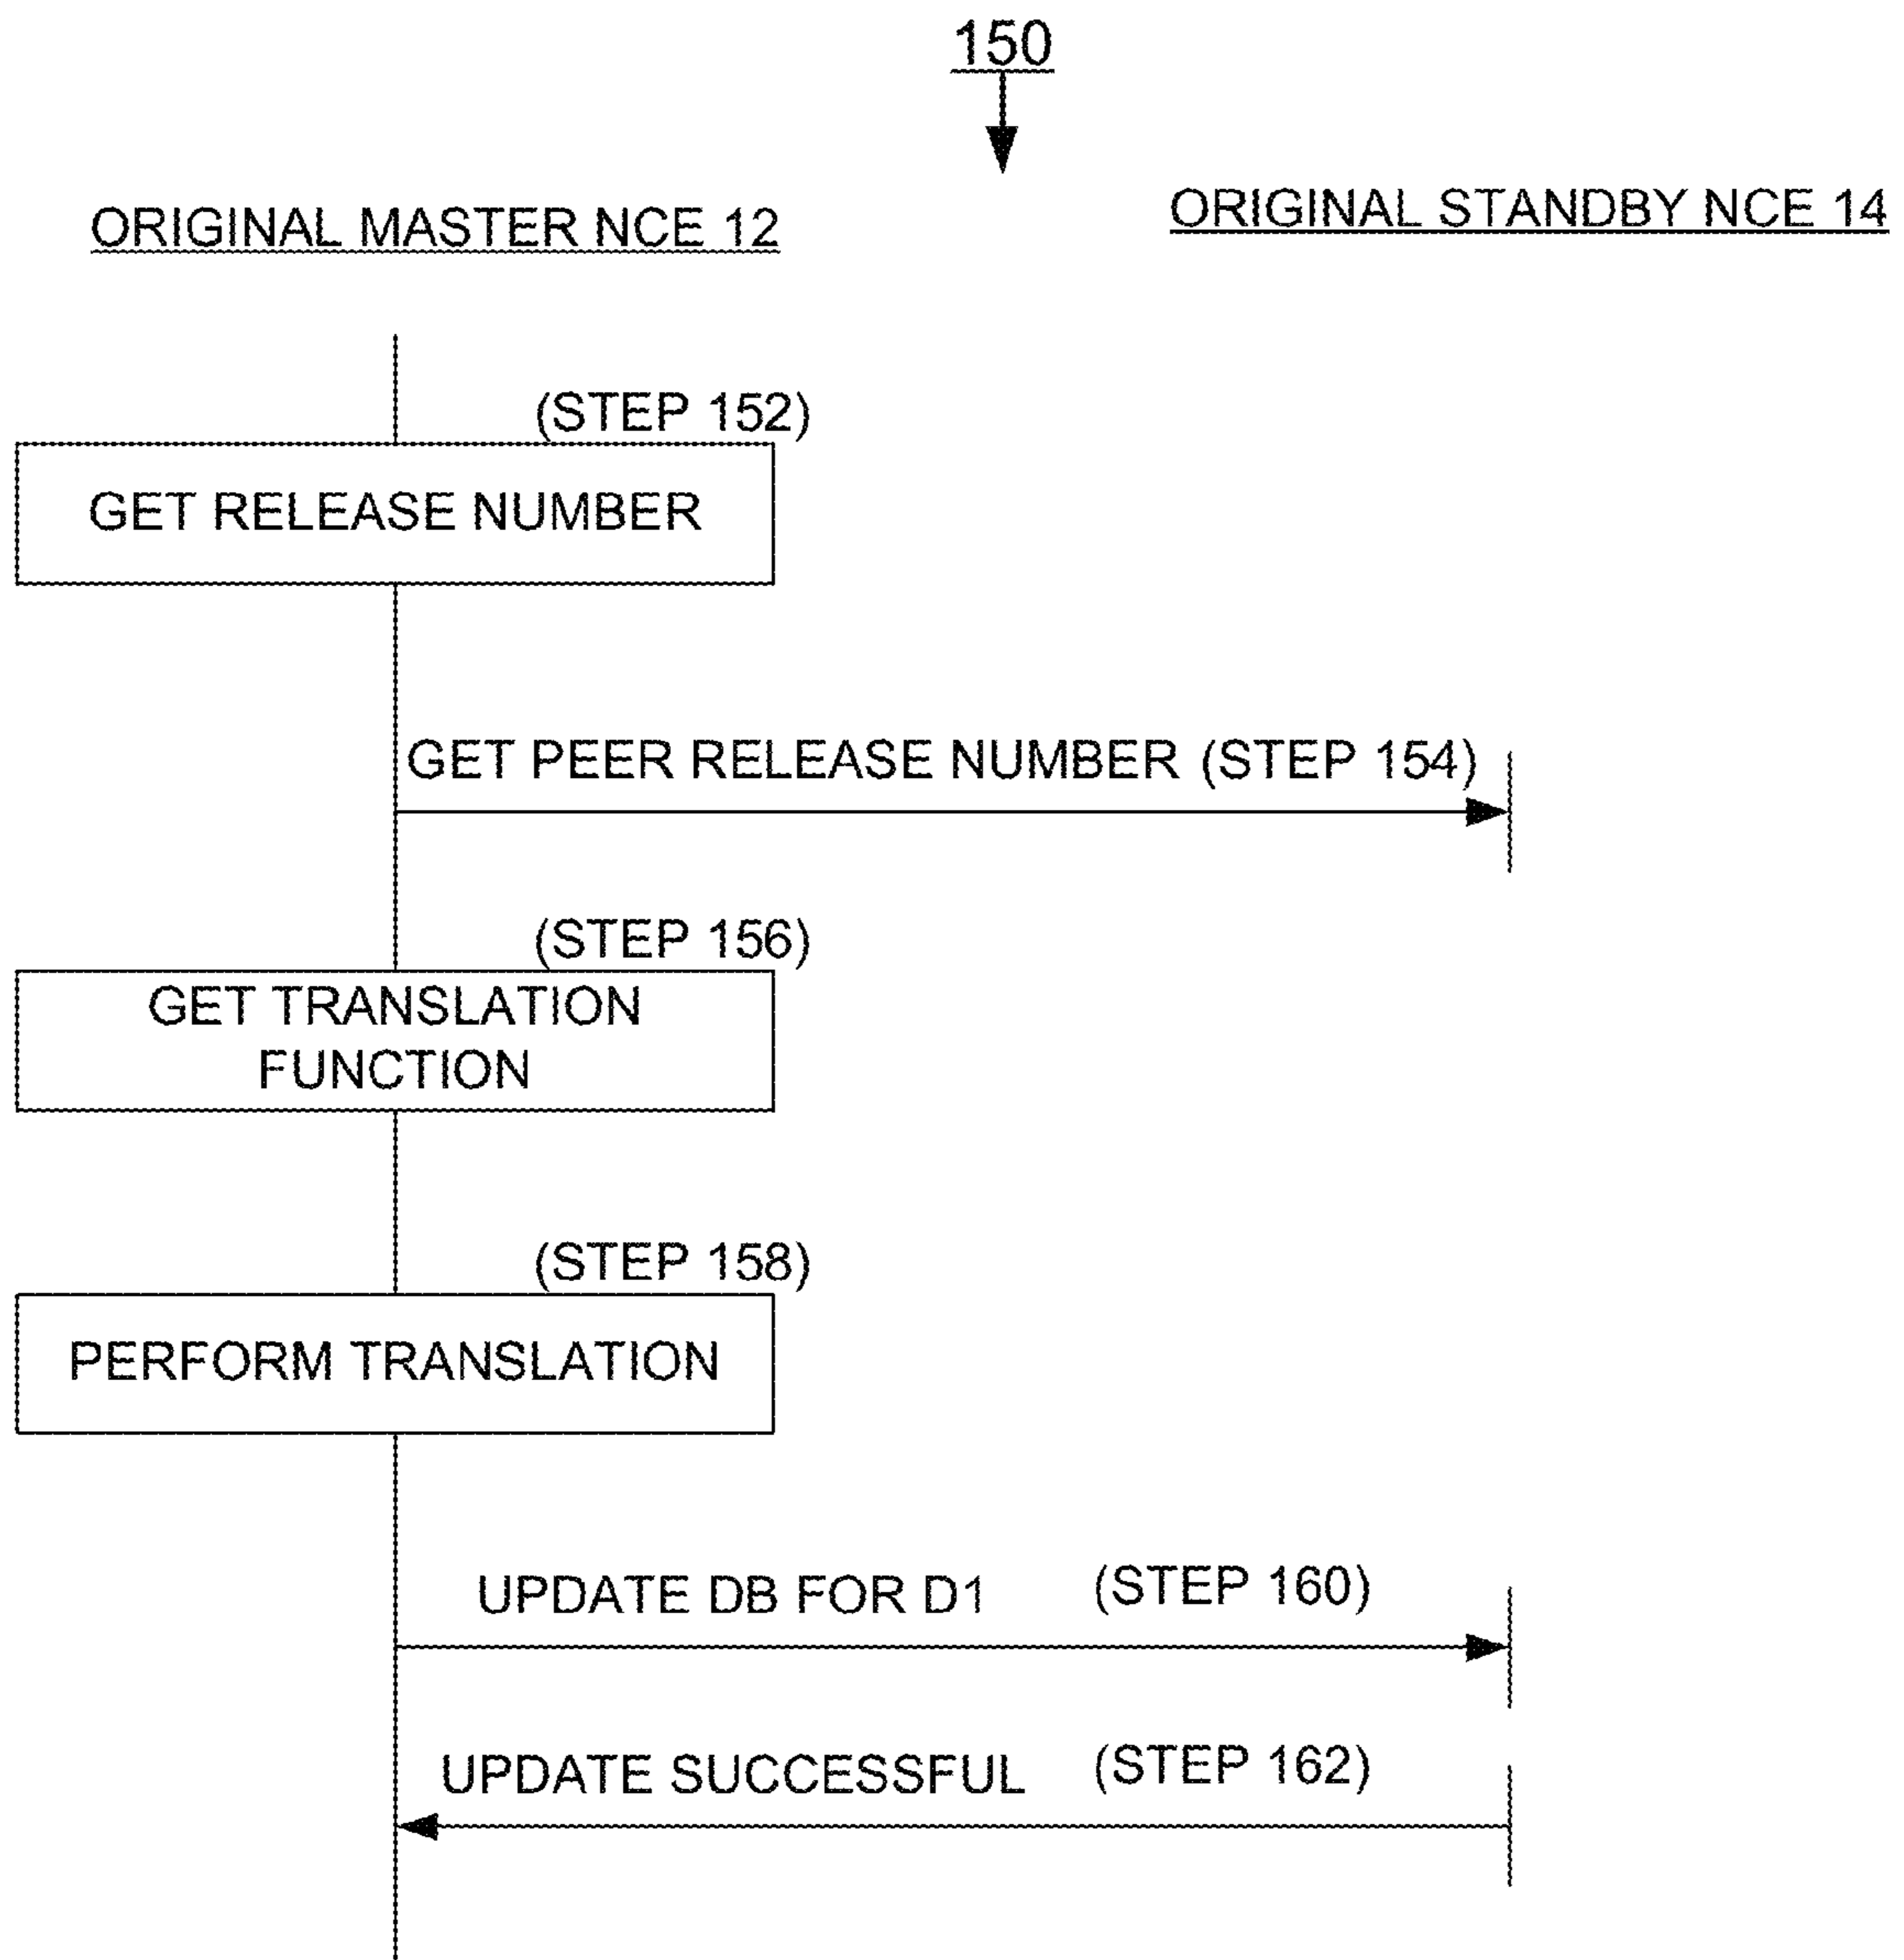 150
ORIGINAL MASTER NCE 12
ORIGINAL STANDBY NCE 14
(STEP 152)
GET RELEASE NUMBER
GET PEER RELEASE NUMBER (STEP 154)
(STEP 156)
GET TRANSLATION
FUNCTION
(STEP 158)
PERFORM TRANSLATION
UPDATE DB FOR D1 (STEP 160)
UPDATE SUCCESSFUL (STEP 162)